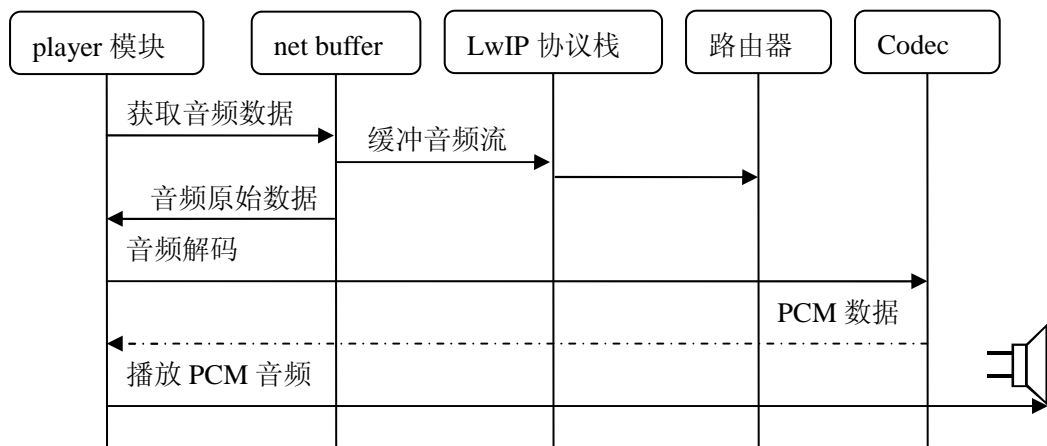 player 模块
net buffer
LwIP 协议栈
路由器
Codec
获取音频数据
缓冲音频流
音频原始数据
音频解码
PCM 数据
播放 PCM 音频